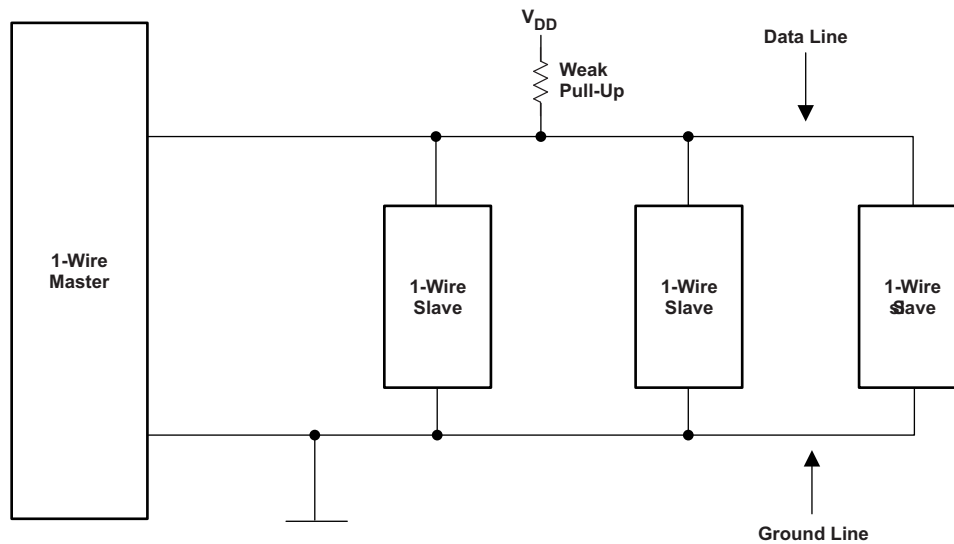 V_DD
Weak
Pull-Up
Data Line
1-Wire
Master
1-Wire
Slave
1-Wire
Slave
1-Wire
Slave
Ground Line